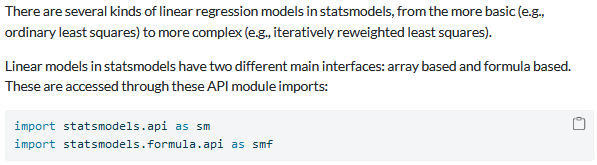 There are several kinds of linear regression models in statsmodels, from the more basic (e.g.,
ordinary least squares) to more complex (e.g., iteratively reweighted least squares).
Linear models in statsmodels have two different main interfaces: array based and formula based.
These are accessed through these API module imports:
import statsmodels.api as sm
import statsmodels.formula.api as smf